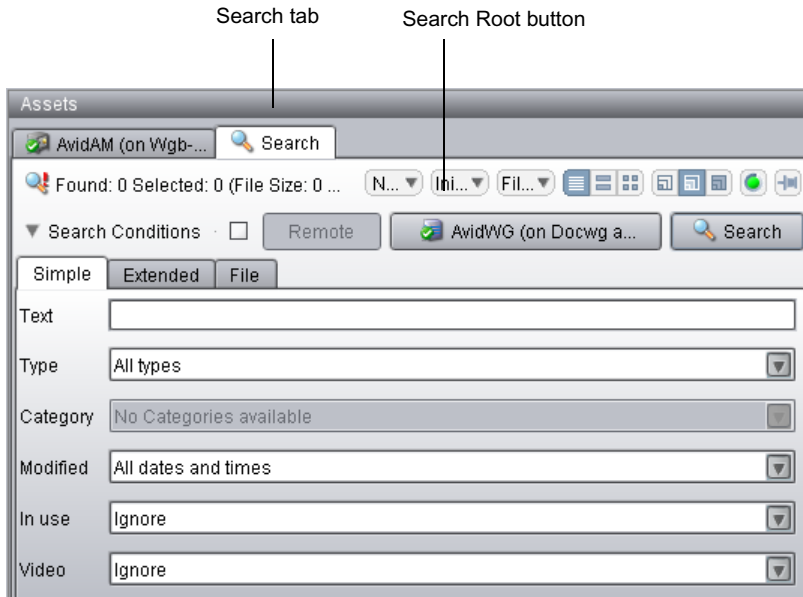 Search tab
Search Root button
Assets
AvidAM (on Wgb-...
Search
Found: 0 Selected: 0 (File Size: 0 ...
N...
Ini...
Fil...
Search Conditions
Remote
AvidWG (on Docwg a...
Search
Simple
Extended
File
Text
Type
All types
Category
No Categories available
Modified
All dates and times
In use
Ignore
Video
Ignore